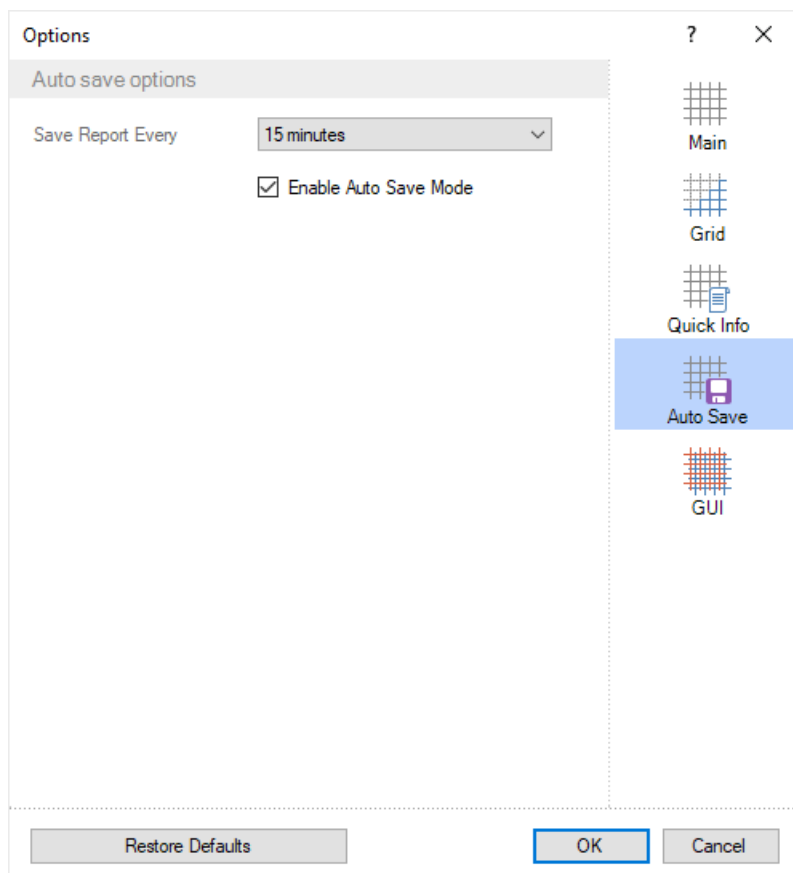 Options
Auto save options
Save Report Every
15 minutes
Enable Auto Save Mode
Main
Grid
Quick Info
Auto Save
GUI
Restore Defaults
OK
Cancel